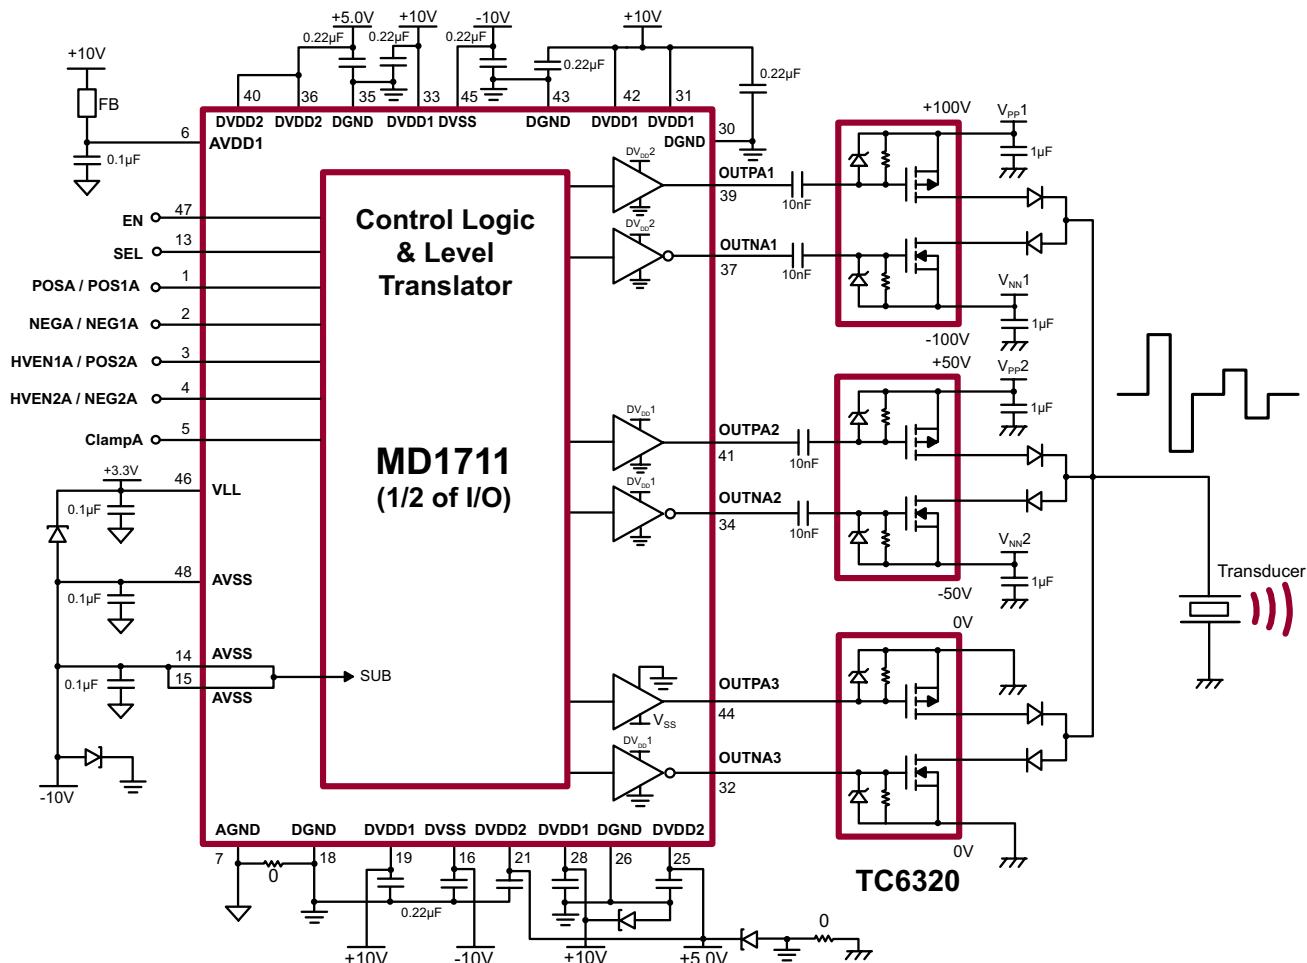 +5.0V +10V -10V +10V
0.22µF 0.22µF 0.22µF 0.22µF 0.22µF
+10V
FB
0.1µF
40 36 35 33 45 43 42 31
DVDD2 DVDD2 DGND DVDD1 DVSS DGND DVDD1 DVDD1
30
DGND
6
AVDD1
47
EN
13
SEL
1
POSA / POS1A
2
NEGA / NEG1A
3
HVEN1A / POS2A
4
HVEN2A / NEG2A
5
ClampA
+3.3V
46
VLL
0.1µF
48
AVSS
0.1µF
14
AVSS
15
AVSS
0.1µF
SUB
-10V
Control Logic
& Level
Translator
MD1711
(1/2 of I/O)
DVDD2
OUTPA1
39
10nF
DVDD2
OUTNA1
37
10nF
+100V
VPP1
1µF
VNN1
1µF
-100V
DVDD1
OUTPA2
41
10nF
DVDD1
OUTNA2
34
10nF
+50V
VPP2
1µF
VNN2
1µF
-50V
Transducer
OUTPA3
44
VSS
DVDD1
OUTNA3
32
0V
0V
TC6320
AGND DGND DVDD1 DVSS DVDD2 DVDD1 DGND DVDD2
7 18 19 16 21 28 26 25
0
0.22µF
0
+10V -10V +10V +5.0V